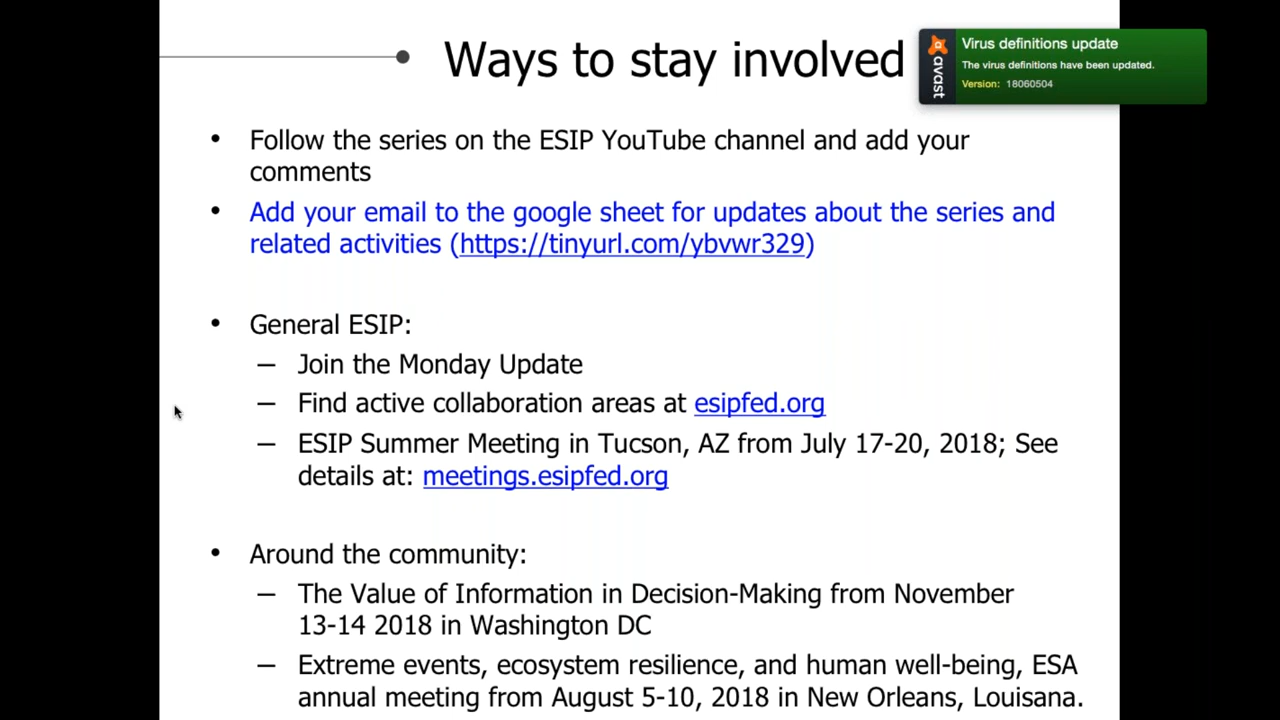 Ways to stay involved
avast
Virus definitions update
The virus definitions have been updated.
Version: 18060504
• Follow the series on the ESIP YouTube channel and add your
comments
• Add your email to the google sheet for updates about the series and
related activities (https://tinyurl.com/ybvwr329)
• General ESIP:
– Join the Monday Update
– Find active collaboration areas at esipfed.org
– ESIP Summer Meeting in Tucson, AZ from July 17-20, 2018; See
details at: meetings.esipfed.org
• Around the community:
– The Value of Information in Decision-Making from November
13-14 2018 in Washington DC
– Extreme events, ecosystem resilience, and human well-being, ESA
annual meeting from August 5-10, 2018 in New Orleans, Louisana.